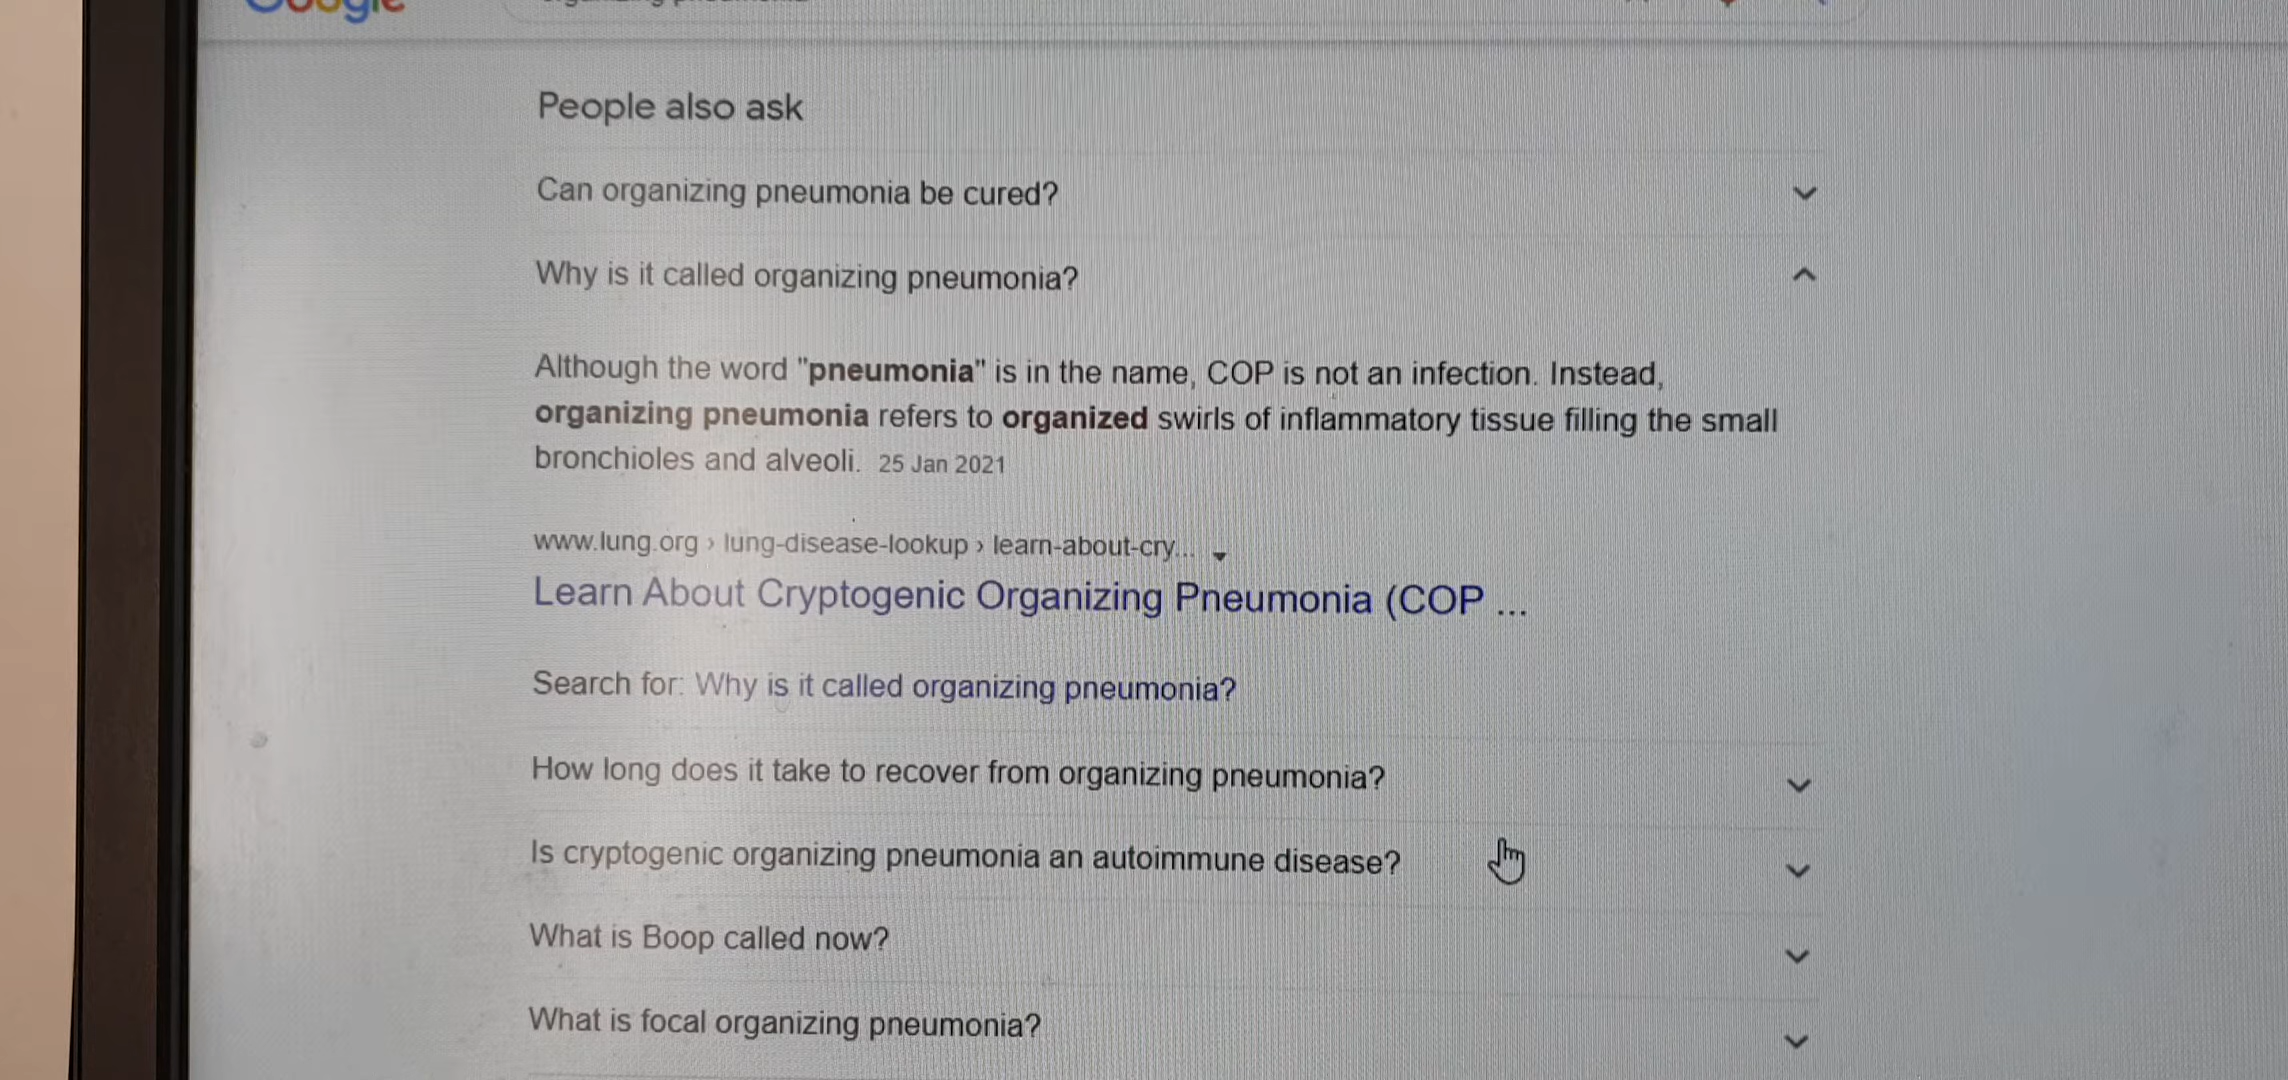 Google
organizing pneumonia
People also ask
Can organizing pneumonia be cured?
Why is it called organizing pneumonia?
Although the word "pneumonia" is in the name, COP is not an infection. Instead,
organizing pneumonia refers to organized swirls of inflammatory tissue filling the small
bronchioles and alveoli. 25 Jan 2021
www.lung.org › lung-disease-lookup › learn-about-cry...
Learn About Cryptogenic Organizing Pneumonia (COP ...
Search for: Why is it called organizing pneumonia?
How long does it take to recover from organizing pneumonia?
Is cryptogenic organizing pneumonia an autoimmune disease?
What is Boop called now?
What is focal organizing pneumonia?